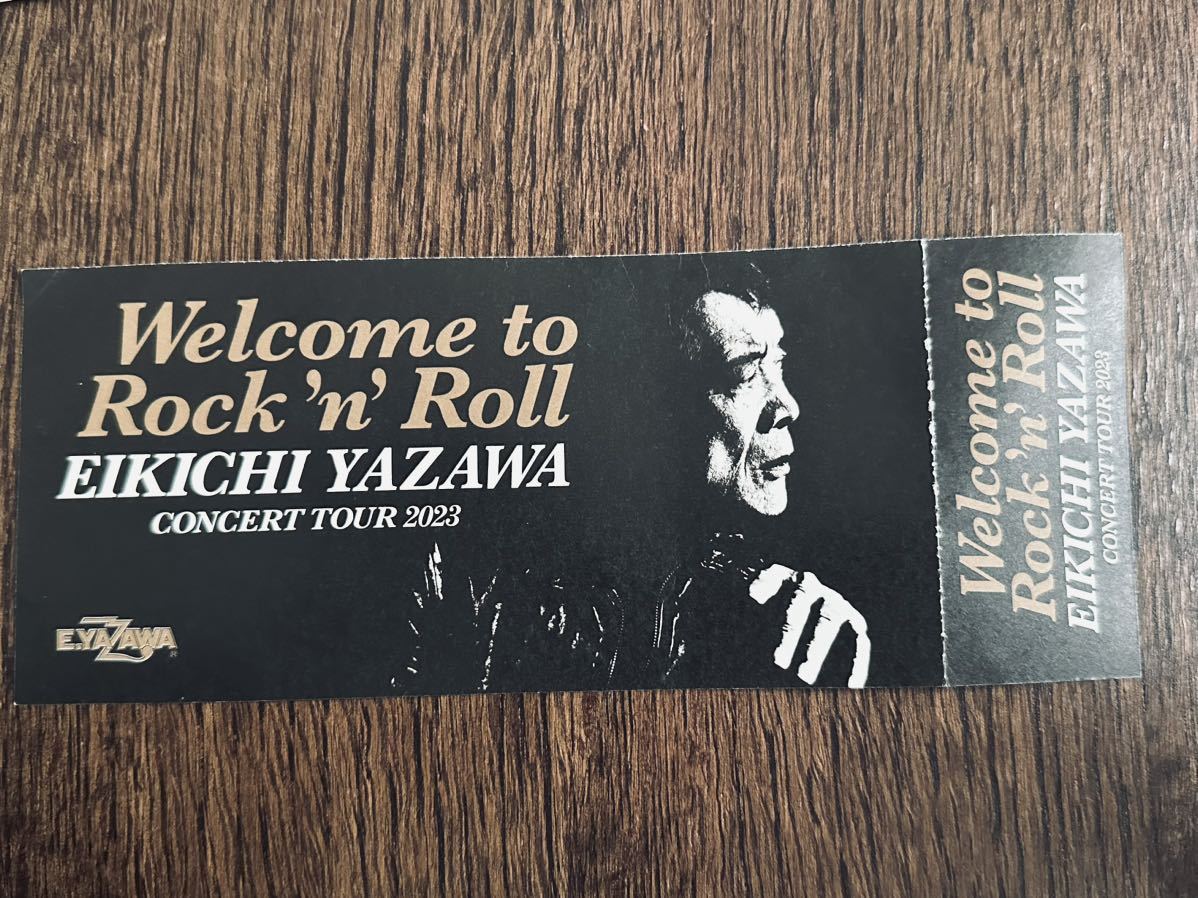 Welcome to
Rock 'n' Roll
EIKICHI YAZAWA
CONCERT TOUR 2023
E.YAZAWA
®
Welcome to
Rock 'n' Roll
EIKICHI YAZAWA
CONCERT TOUR 2023